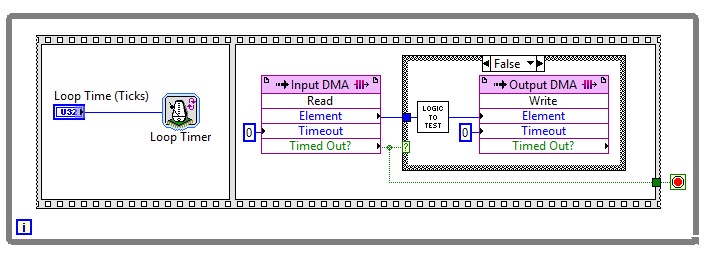 Loop Time (Ticks)
U32
Loop Timer
Input DMA
Read
Element
0
Timeout
Timed Out?
False
LOGIC
TO
TEST
?
Output DMA
Write
Element
0
Timeout
Timed Out?
i